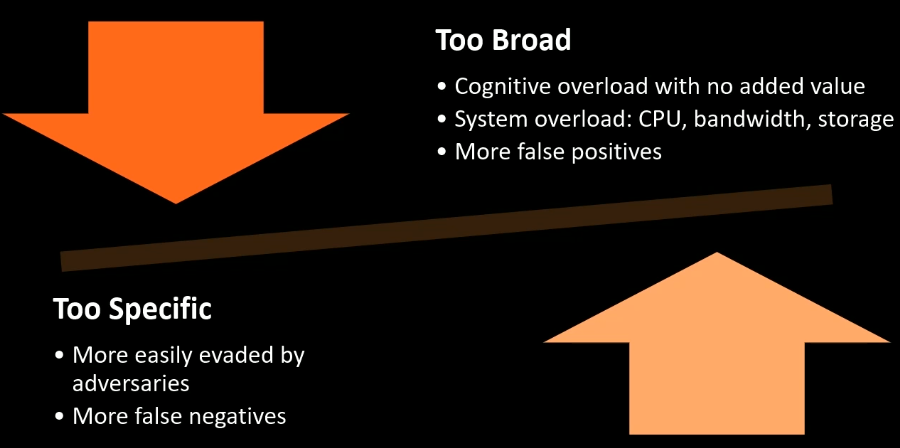 Too Broad
• Cognitive overload with no added value
• System overload: CPU, bandwidth, storage
• More false positives
Too Specific
• More easily evaded by
adversaries
• More false negatives